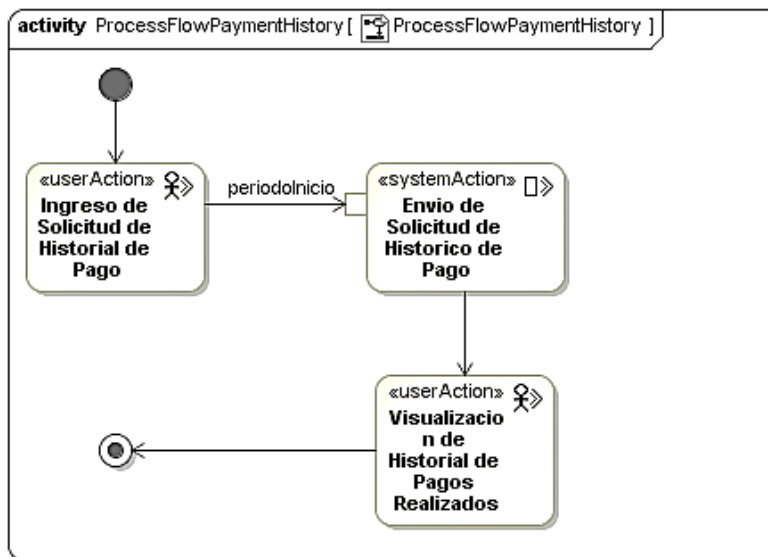 activity ProcessFlowPaymentHistory [ ProcessFlowPaymentHistory ]
«userAction»
Ingreso de
Solicitud de
Historial de
Pago
periodoInicio
«systemAction»
Envio de
Solicitud de
Historico de
Pago
«userAction»
Visualizacio
n de
Historial de
Pagos
Realizados